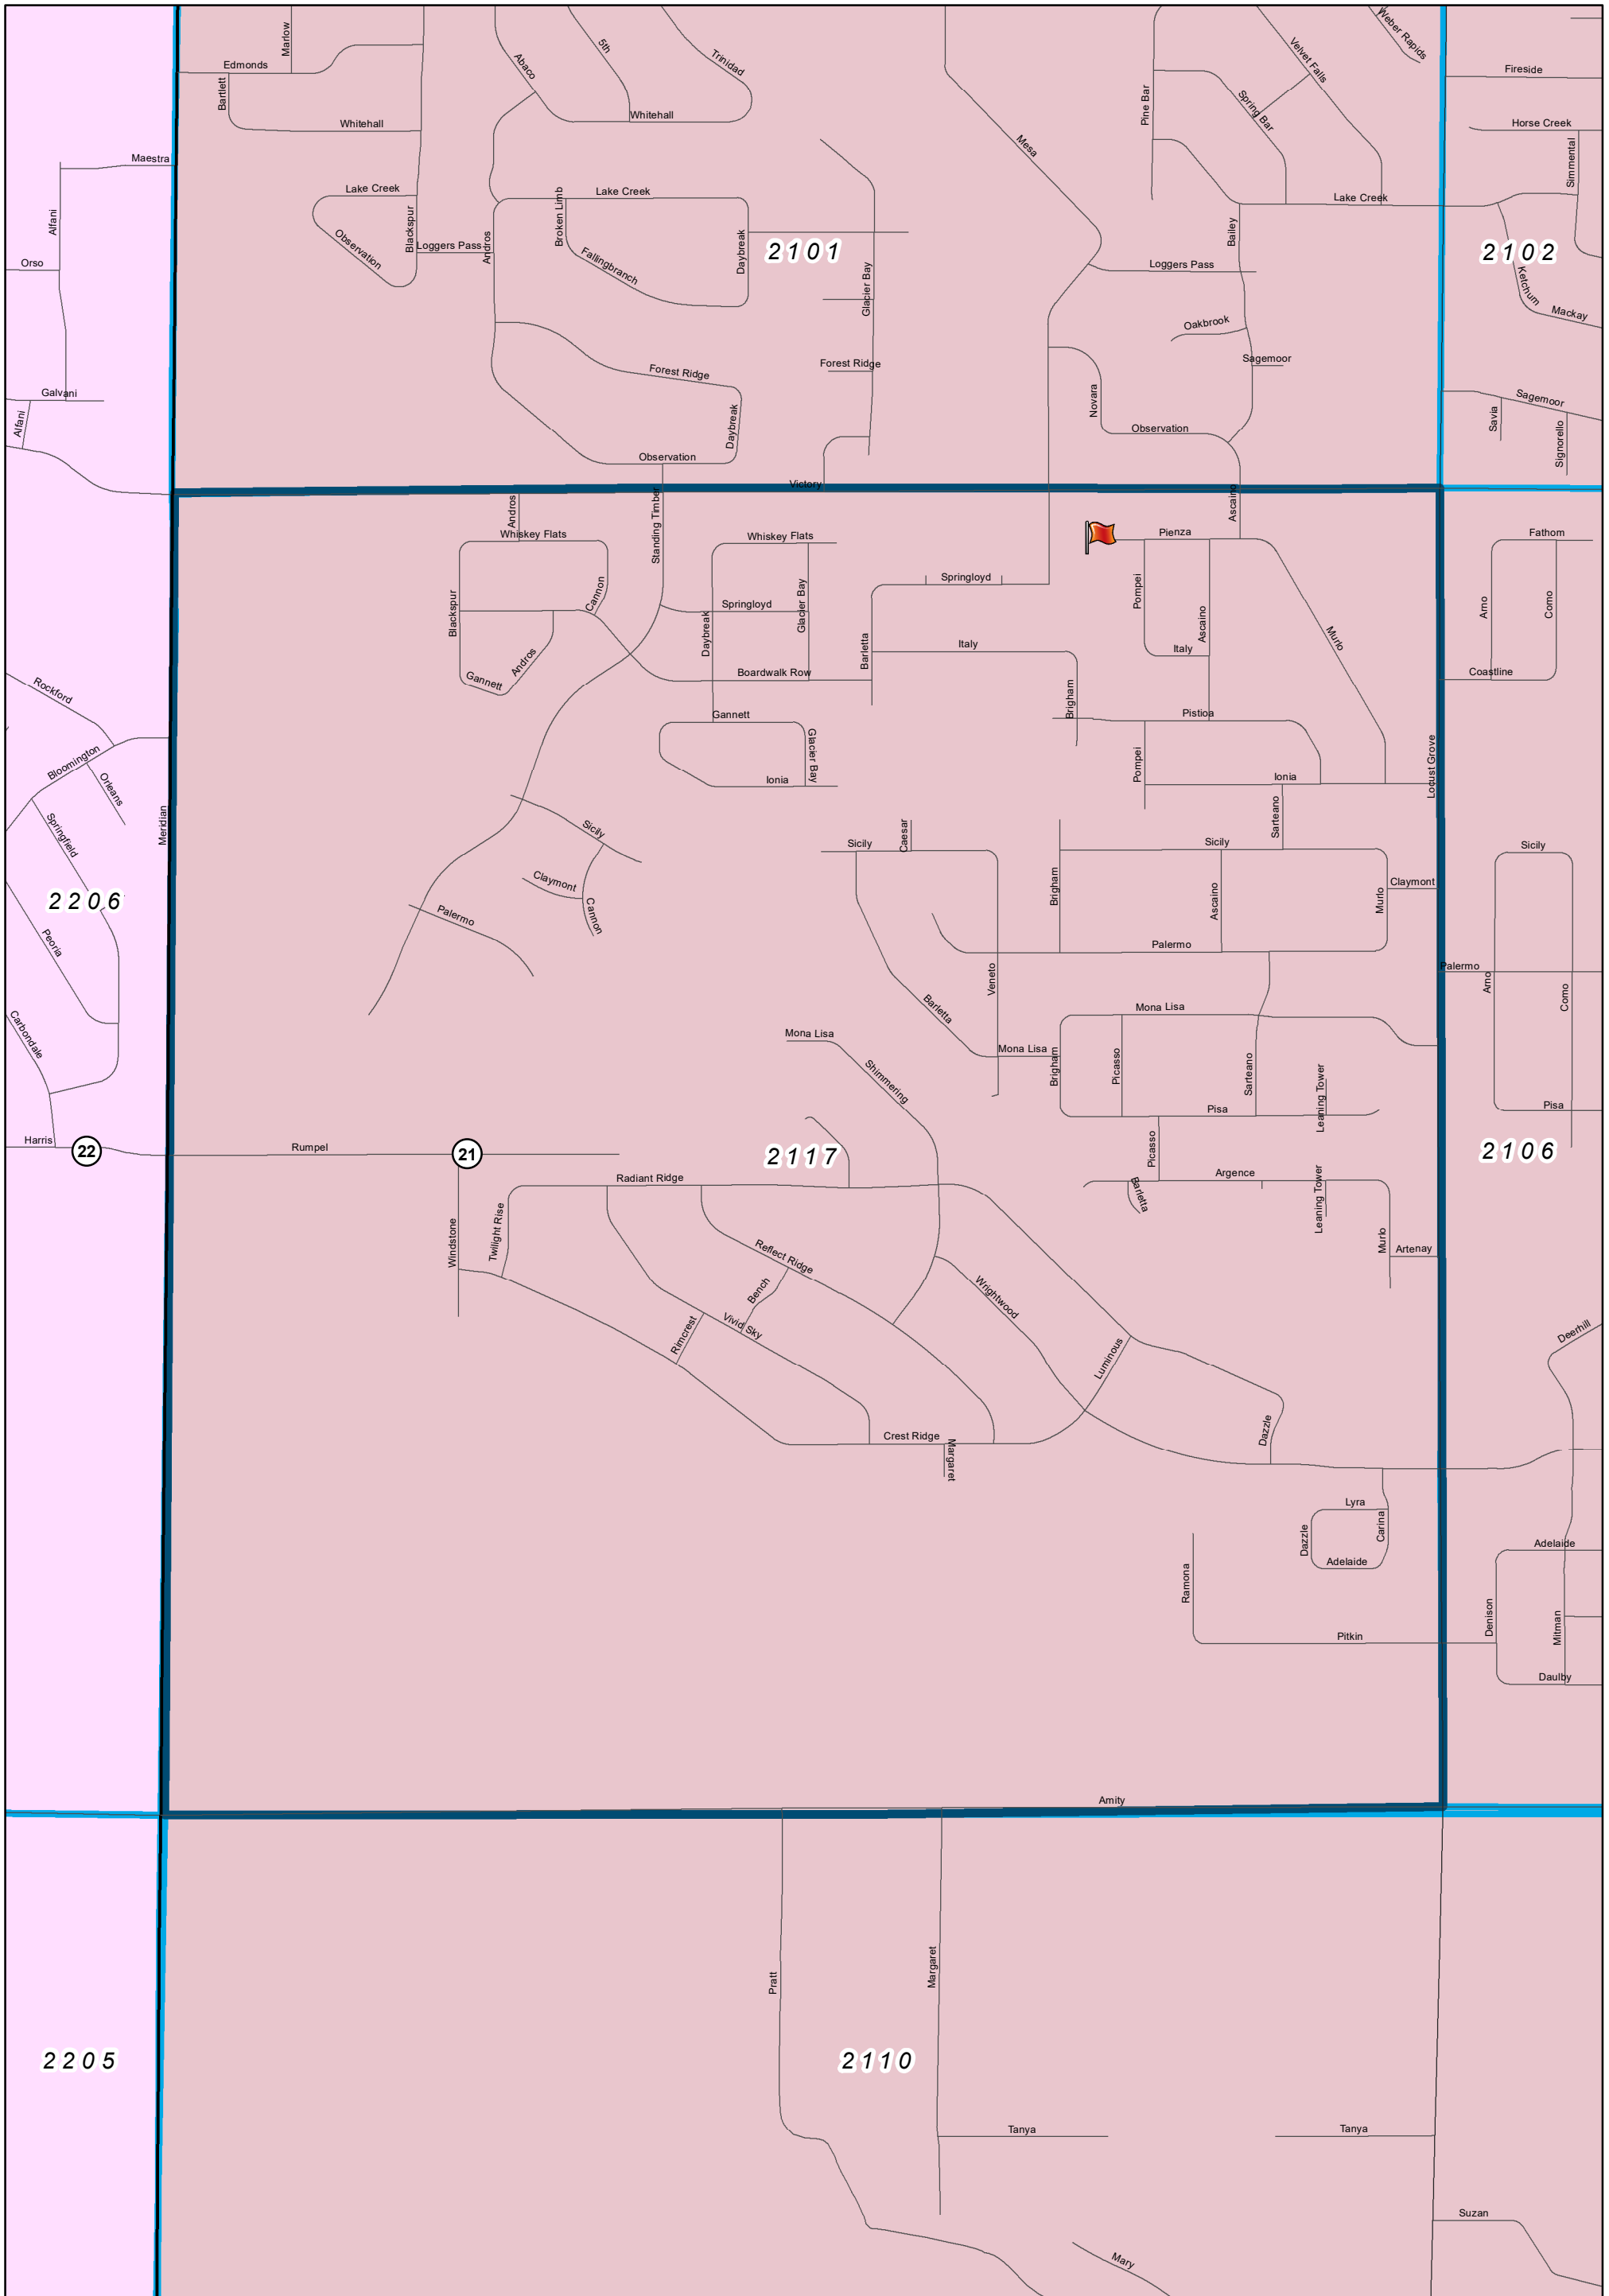 Marlow
Abaco
5th
Trinidad
Weber Rapids
Velvet Falls
Edmonds
Bartlett
Pine Bar
Spring Bar
Fireside
Whitehall
Whitehall
Mesa
Horse Creek
Simmental
Maestra
Lake Creek
Broken Limb
Lake Creek
Lake Creek
Alfani
Blackspur
Observation
Loggers Pass
Andros
Fallingbranch
Daybreak
2101
Bailey
2102
Orso
Glacier Bay
Loggers Pass
Ketchum
Mackay
Oakbrook
Sagemoor
Forest Ridge
Forest Ridge
Galvani
Alfani
Novara
Sagemoor
Savia
Signorello
Daybreak
Observation
Observation
Victory
Andros
Standing Timber
Ascaino
Whiskey Flats
Whiskey Flats
Pienza
Fathom
Cannon
Springloyd
Pompei
Blackspur
Springloyd
Glacier Bay
Daybreak
Ascaino
Arno
Como
Murlo
Barletta
Italy
Italy
Andros
Gannett
Boardwalk Row
Coastline
Rockford
Brigham
Gannett
Pistioa
Glacier Bay
Bloomington
Orleans
Ionia
Pompei
Ionia
Locust Grove
Springfield
Meridian
Sicily
Sicily
Caesar
Sarteano
Sicily
Sicily
Claymont
Cannon
Brigham
Ascaino
Murlo
Claymont
2206
Palermo
Peoria
Palermo
Palermo
Veneto
Arno
Como
Barletta
Mona Lisa
Carbondale
Mona Lisa
Mona Lisa
Brigham
Picasso
Sarteano
Leaning Tower
Shimmering
Pisa
Pisa
Harris
22
Rumpel
21
2117
Picasso
2106
Radiant Ridge
Argence
Barletta
Leaning Tower
Windstone
Twilight Rise
Murlo
Artenay
Reflect Ridge
Bench
Wrightwood
Vivid Sky
Rimcrest
Luminous
Deerhill
Crest Ridge
Margaret
Dazzle
Lyra
Carina
Dazzle
Adelaide
Adelaide
Ramona
Denison
Mitman
Pitkin
Daulby
Amity
Pratt
Margaret
2205
2110
Tanya
Tanya
Suzan
Mary